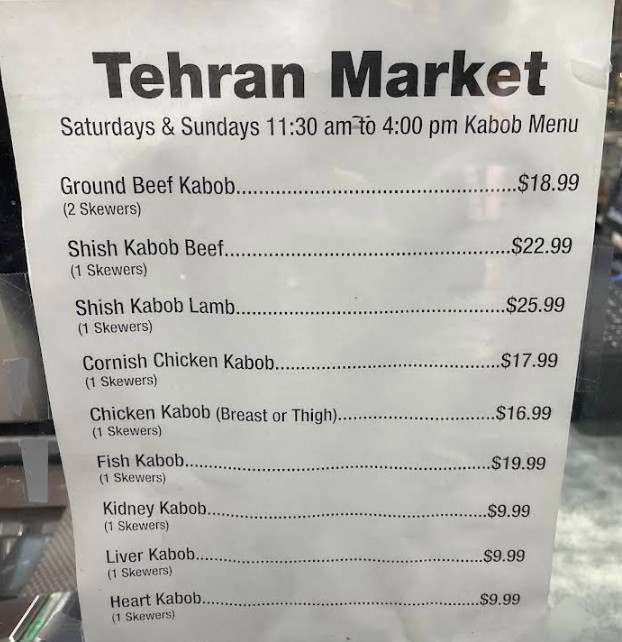 Tehran Market
Saturdays & Sundays 11:30 am to 4:00 pm Kabob Menu
Ground Beef Kabob..........................................$18.99
(2 Skewers)
Shish Kabob Beef...........................................$22.99
(1 Skewers)
Shish Kabob Lamb..........................................$25.99
(1 Skewers)
Cornish Chicken Kabob...................................$17.99
(1 Skewers)
Chicken Kabob (Breast or Thigh)........................$16.99
(1 Skewers)
Fish Kabob..................................................$19.99
(1 Skewers)
Kidney Kabob.............................................$9.99
(1 Skewers)
Liver Kabob...............................................$9.99
(1 Skewers)
Heart Kabob..............................................$9.99
(1 Skewers)